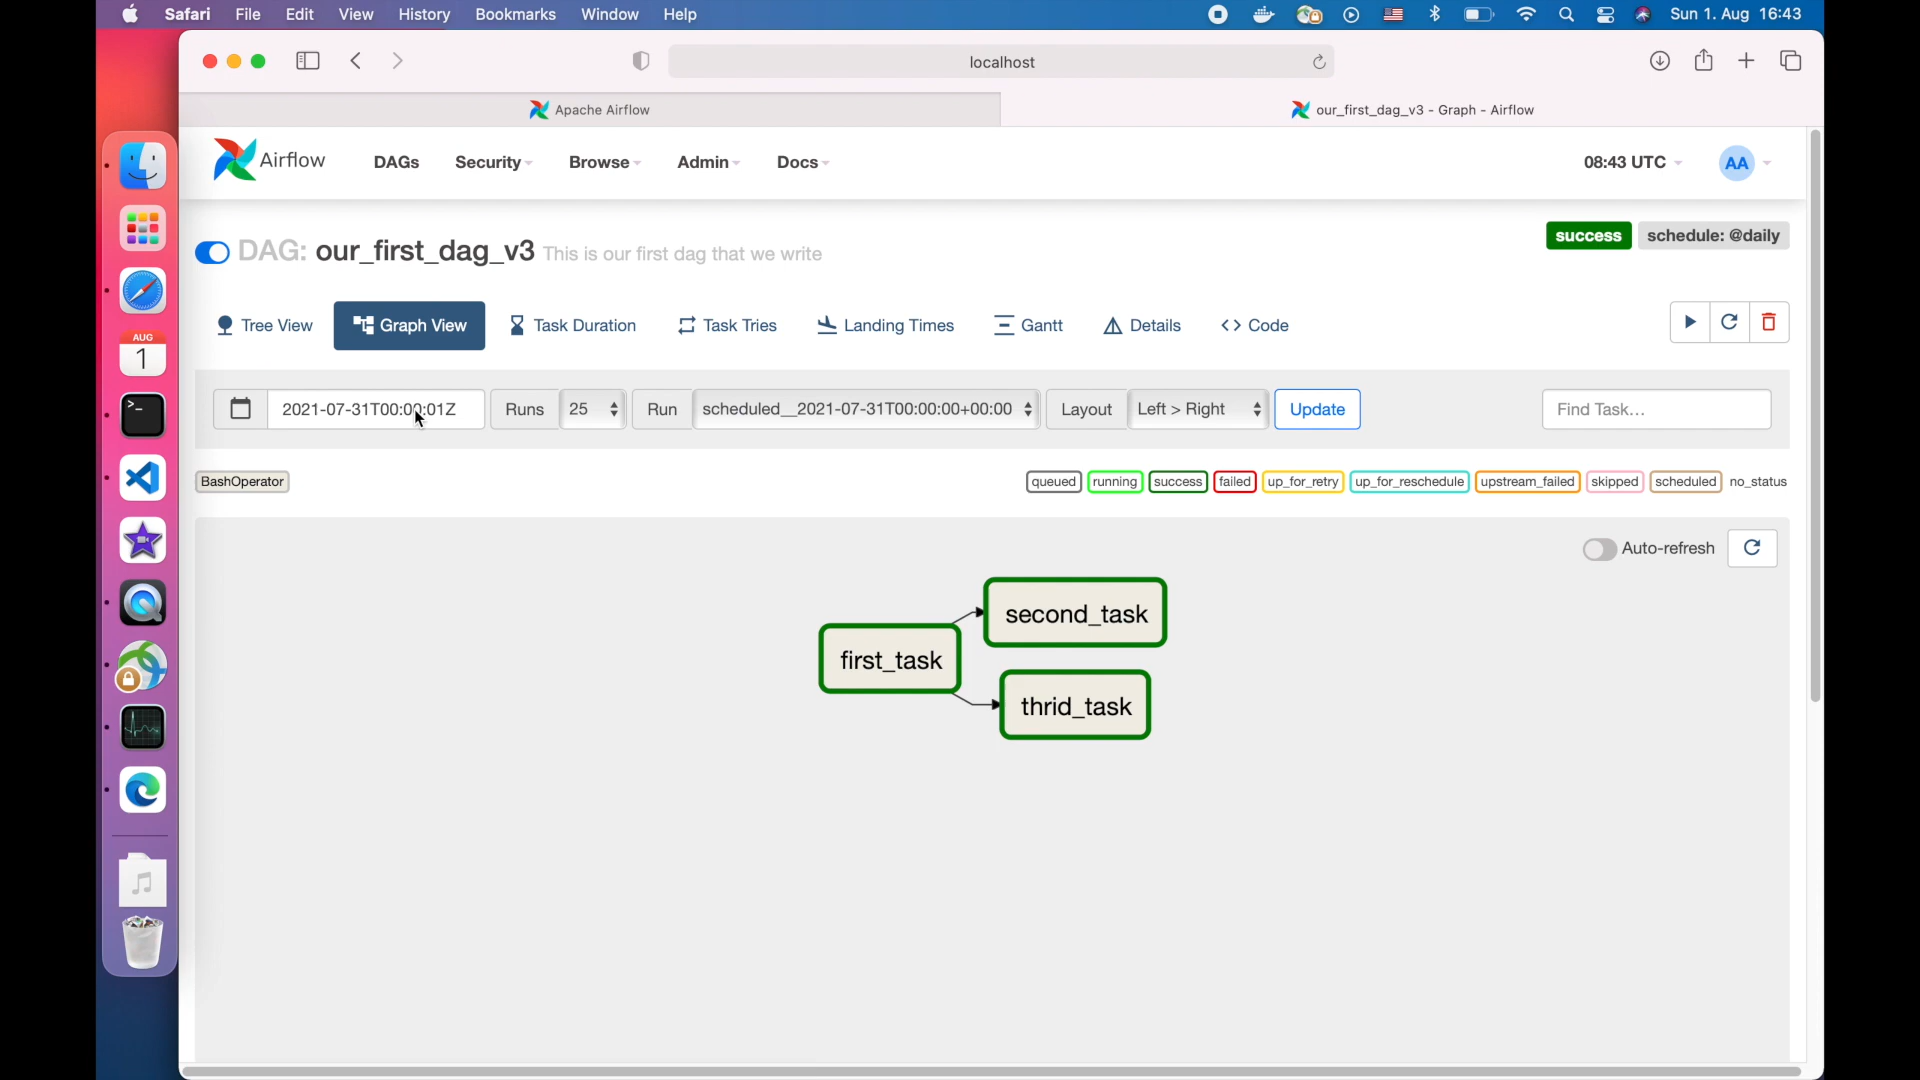 Safari File Edit View History Bookmarks Window Help Sun 1. Aug 16:43
localhost
Apache Airflow our_first_dag_v3 - Graph - Airflow
Airflow DAGs Security Browse Admin Docs 08:43 UTC AA
success schedule: @daily
DAG: our_first_dag_v3 This is our first dag that we write
Tree View Graph View Task Duration Task Tries Landing Times Gantt Details <> Code
AUG
1
2021-07-31T00:00:01Z Runs 25 Run scheduled__2021-07-31T00:00:00+00:00 Layout Left > Right Update Find Task...
BashOperator queued running success failed up_for_retry up_for_reschedule upstream_failed skipped scheduled no_status
Auto-refresh
second_task
first_task
thrid_task